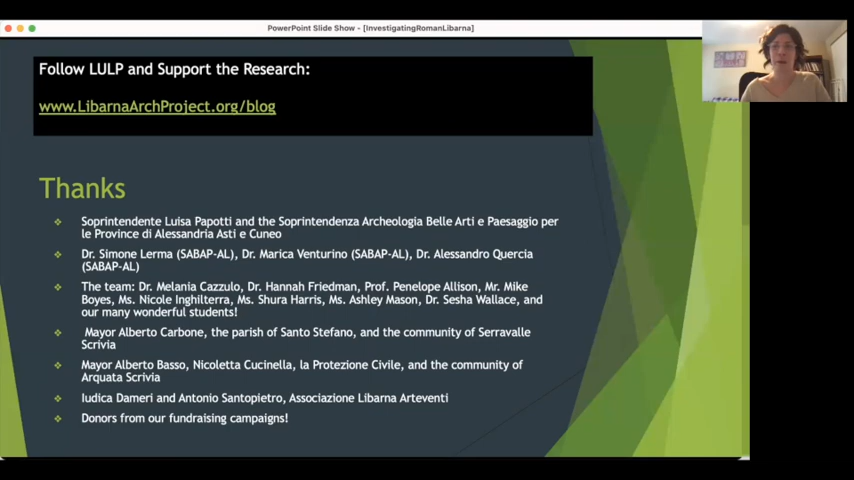 PowerPoint Slide Show - [InvestigatingRomanLibarna]
Follow LULP and Support the Research:
www.LibarnaArchProject.org/blog
Thanks
Soprintendente Luisa Papotti and the Soprintendenza Archeologia Belle Arti e Paesaggio per
le Province di Alessandria Asti e Cuneo
Dr. Simone Lerma (SABAP-AL), Dr. Marica Venturino (SABAP-AL), Dr. Alessandro Quercia
(SABAP-AL)
The team: Dr. Melania Cazzulo, Dr. Hannah Friedman, Prof. Penelope Allison, Mr. Mike
Boyes, Ms. Nicole Inghilterra, Ms. Shura Harris, Ms. Ashley Mason, Dr. Sesha Wallace, and
our many wonderful students!
Mayor Alberto Carbone, the parish of Santo Stefano, and the community of Serravalle
Scrivia
Mayor Alberto Basso, Nicoletta Cucinella, la Protezione Civile, and the community of
Arquata Scrivia
Iudica Dameri and Antonio Santopietro, Associazione Libarna Arteventi
Donors from our fundraising campaigns!